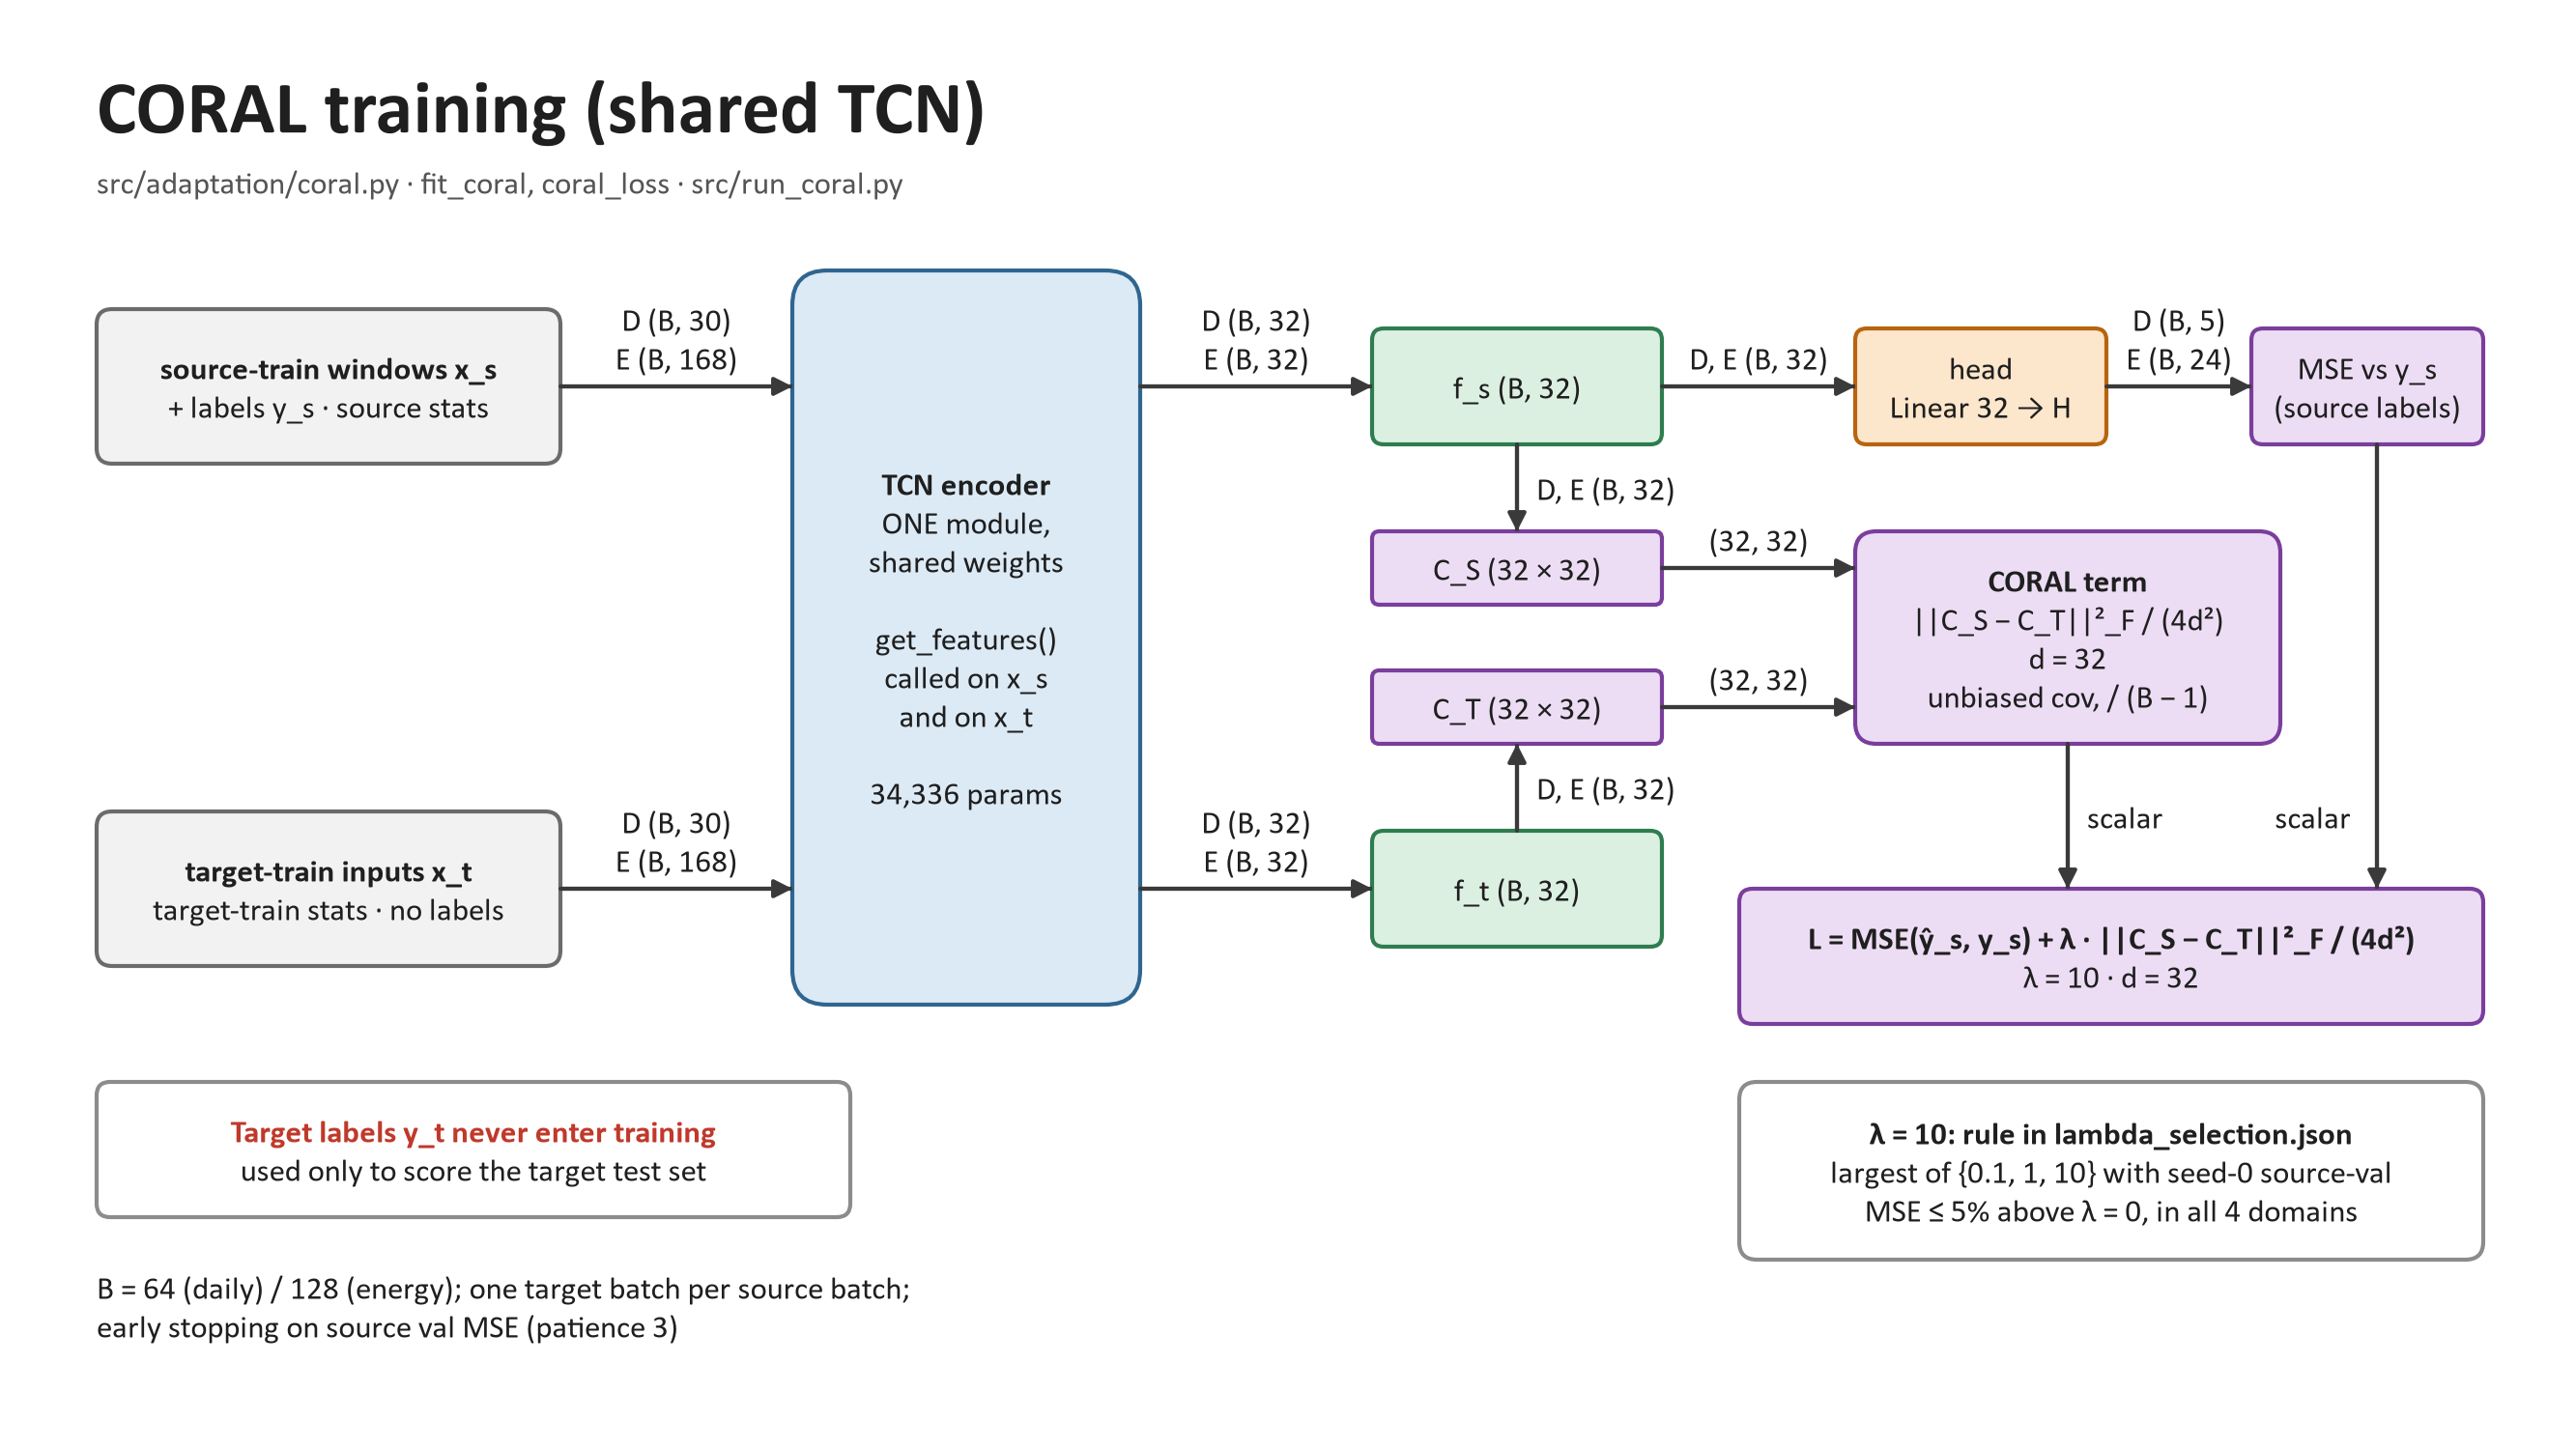 CORAL training (shared TCN)
src/adaptation/coral.py · fit_coral, coral_loss · src/run_coral.py
source-train windows x_s
+ labels y_s · source stats
D (B, 30)
E (B, 168)
TCN encoder
ONE module,
shared weights
get_features()
called on x_s
and on x_t
34,336 params
D (B, 32)
E (B, 32)
f_s (B, 32)
D, E (B, 32)
head
Linear 32 → H
D (B, 5)
E (B, 24)
MSE vs y_s
(source labels)
D, E (B, 32)
C_S (32 × 32)
(32, 32)
CORAL term
||C_S − C_T||²_F / (4d²)
d = 32
unbiased cov, / (B − 1)
C_T (32 × 32)
(32, 32)
D, E (B, 32)
scalar
scalar
target-train inputs x_t
target-train stats · no labels
D (B, 30)
E (B, 168)
D (B, 32)
E (B, 32)
f_t (B, 32)
L = MSE(ŷ_s, y_s) + λ · ||C_S − C_T||²_F / (4d²)
λ = 10 · d = 32
Target labels y_t never enter training
used only to score the target test set
λ = 10: rule in lambda_selection.json
largest of {0.1, 1, 10} with seed-0 source-val
MSE ≤ 5% above λ = 0, in all 4 domains
B = 64 (daily) / 128 (energy); one target batch per source batch;
early stopping on source val MSE (patience 3)